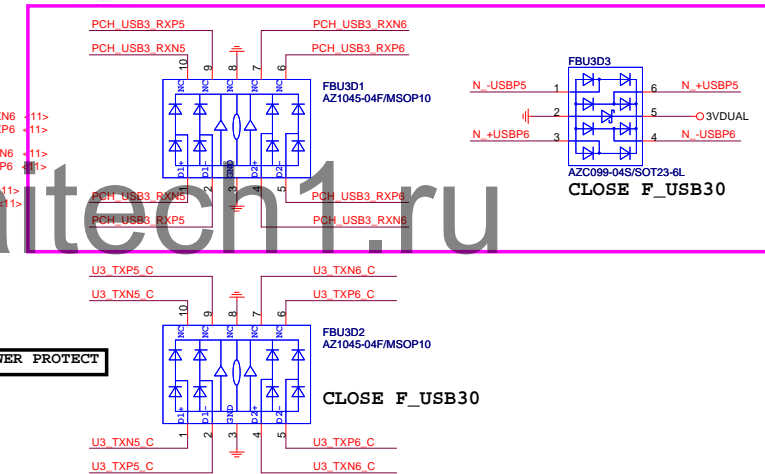 PCH_USB3_RXP5
PCH_USB3_RXN6
PCH_USB3_RXN5
PCH_USB3_RXP6
10 9 8 7 6
NC NC NC NC
FBU3D1
AZ1045-04F/MSOP10
D1+ D1- GND D2+ D2-
1 2 3 4 5
PCH_USB3_RXN5
PCH_USB3_RXP6
PCH_USB3_RXP5
PCH_USB3_RXN6
N6 <11>
P6 <11>
N6 <11>
P6 <11>
11>
<11>
FBU3D3
N_-USBP5 1 6 N_+USBP5
2 5 3VDUAL
N_+USBP6 3 4 N_-USBP6
AZC099-04S/SOT23-6L
CLOSE F_USB30
aitech1.ru
U3_TXP5_C
U3_TXN6_C
U3_TXN5_C
U3_TXP6_C
10 9 8 7 6
NC NC NC NC
FBU3D2
AZ1045-04F/MSOP10
WER PROTECT
CLOSE F_USB30
D1+ D1- GND D2+ D2-
1 2 3 4 5
U3_TXN5_C
U3_TXP6_C
U3_TXP5_C
U3_TXN6_C